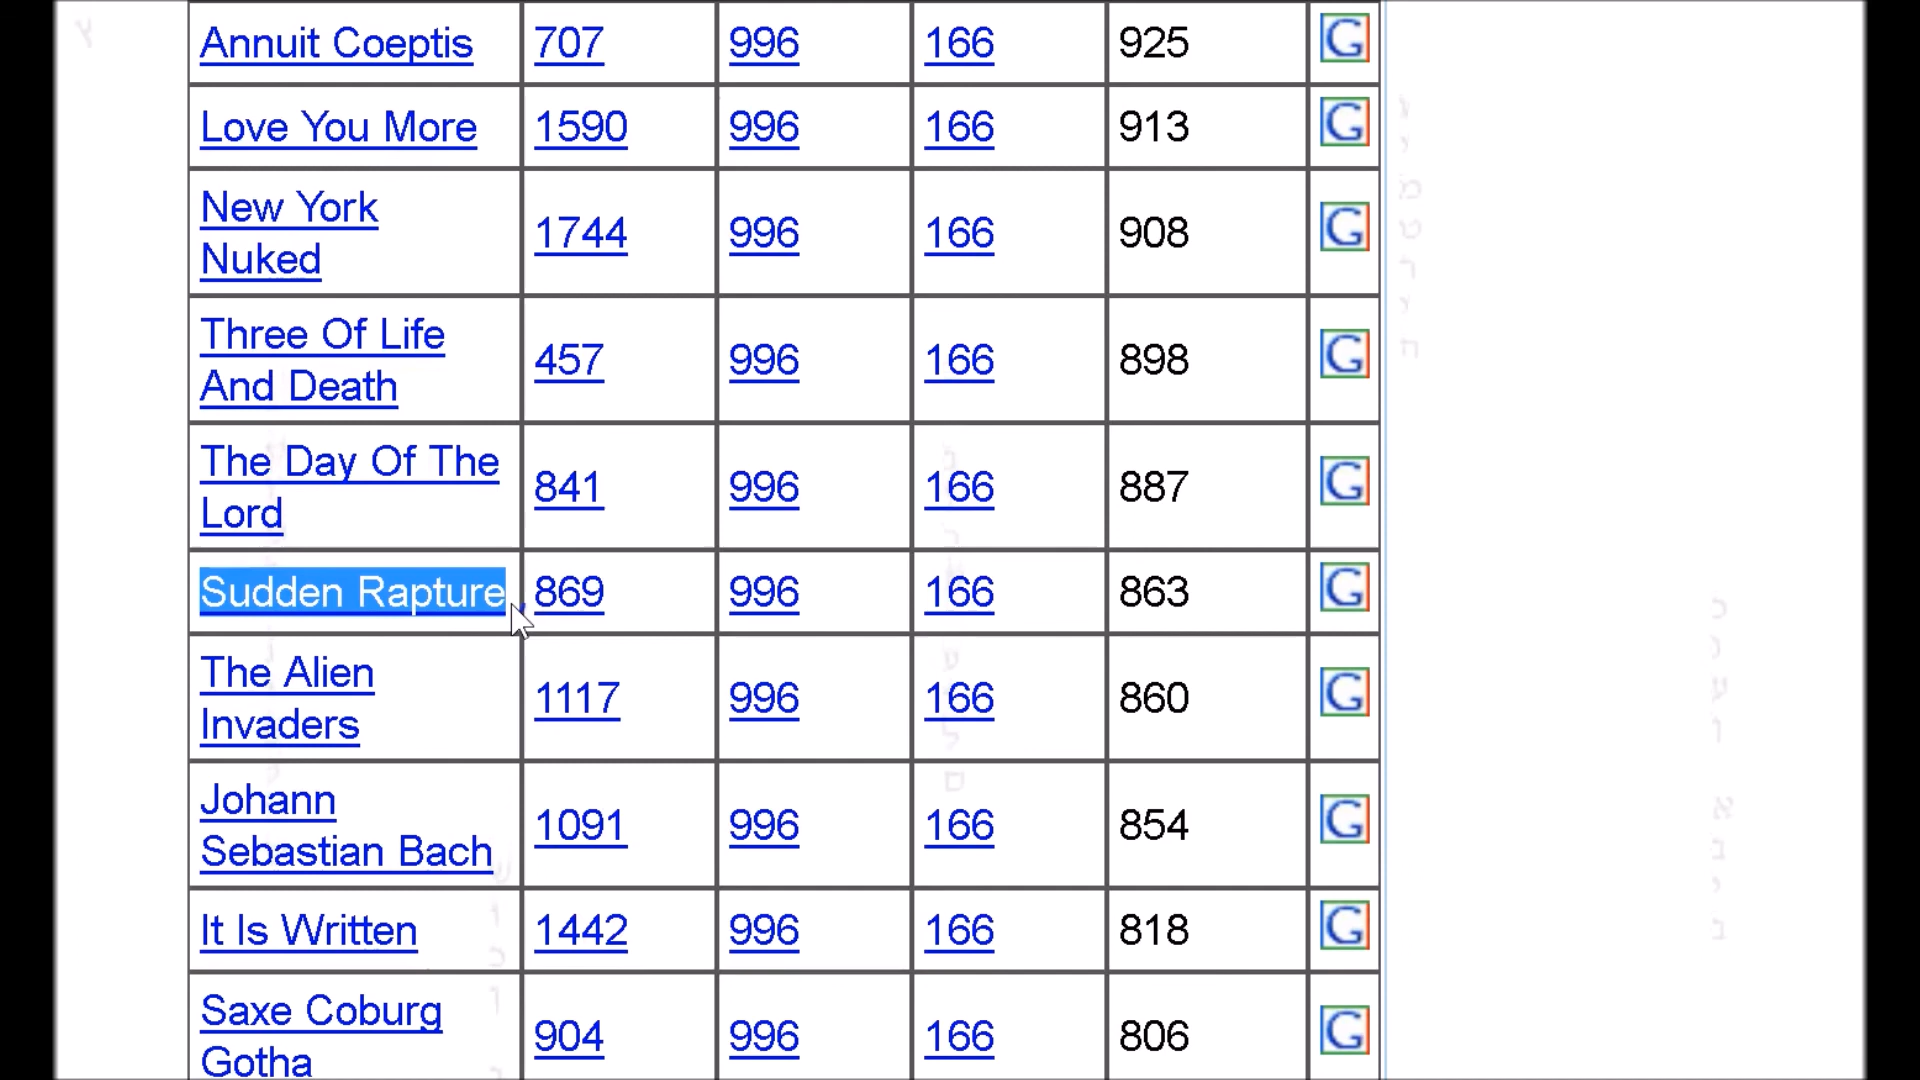 Annuit Coeptis 707 996 166 925 G
Love You More 1590 996 166 913 G
New York
Nuked 1744 996 166 908 G
Three Of Life
And Death 457 996 166 898 G
The Day Of The
Lord 841 996 166 887 G
Sudden Rapture 869 996 166 863 G
The Alien
Invaders 1117 996 166 860 G
Johann
Sebastian Bach 1091 996 166 854 G
It Is Written 1442 996 166 818 G
Saxe Coburg
Gotha 904 996 166 806 G